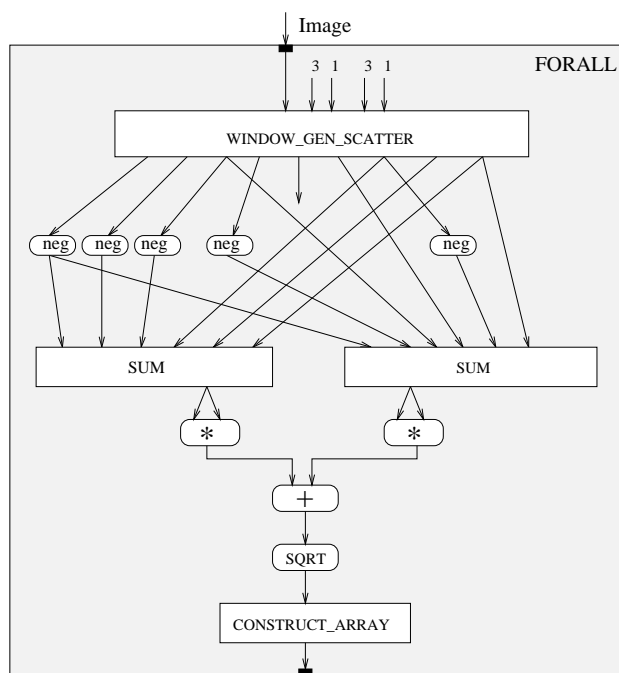 Image
FORALL
3 1 3 1
WINDOW_GEN_SCATTER
neg neg neg neg neg
SUM SUM
* *
+
SQRT
CONSTRUCT_ARRAY